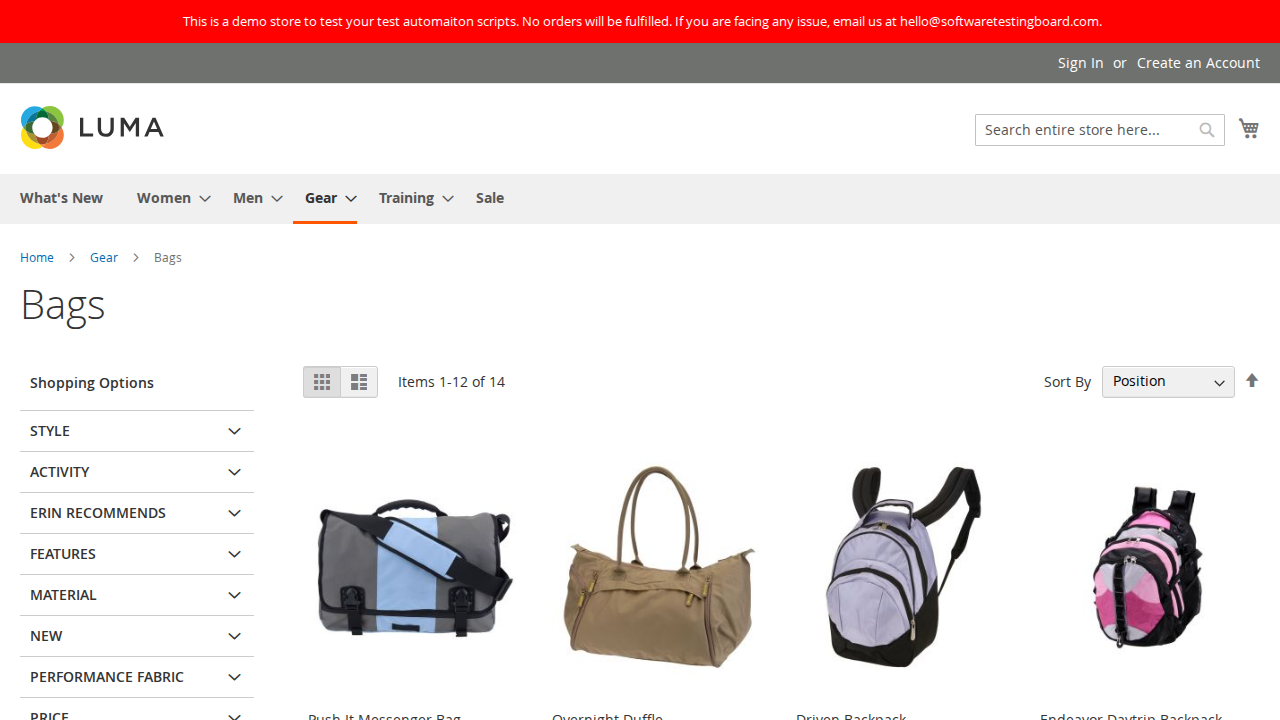 This is a demo store to test your test automaiton scripts. No orders will be fulfilled. If you are facing any issue, email us at hello@softwaretestingboard.com.
Sign In or Create an Account
LUMA
Search entire store here...
What's New Women Men Gear Training Sale
Home Gear Bags
Bags
Shopping Options
Items 1-12 of 14
Sort By Position
STYLE
ACTIVITY
ERIN RECOMMENDS
FEATURES
MATERIAL
NEW
PERFORMANCE FABRIC
PRICE
Push It Messenger Bag Overnight Duffle Driven Backpack Endeavor Daytrip Backpack